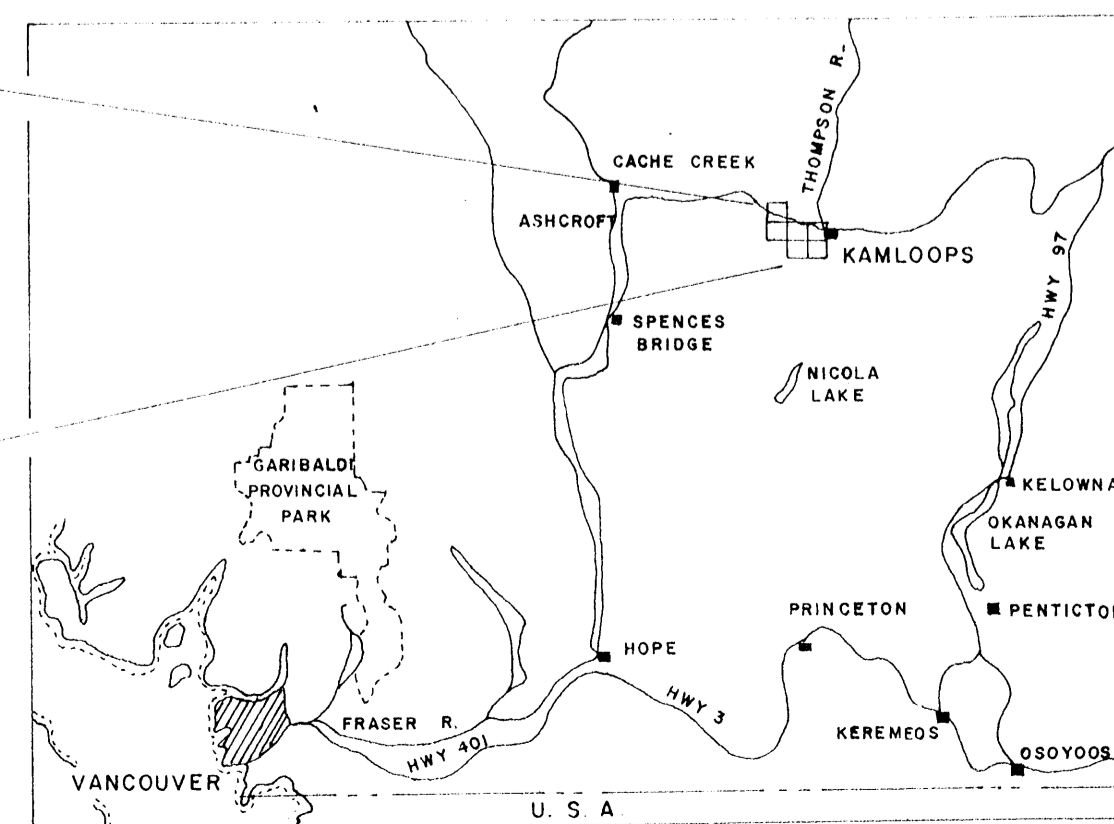 THOMPSON R.
CACHE CREEK
ASHCROFT
KAMLOOPS
HWY 97
SPENCES
BRIDGE
NICOLA
LAKE
GARIBALDI
PROVINCIAL
PARK
KELOWNA
OKANAGAN
LAKE
PRINCETON
PENTICTO
HOPE
HWY 3
FRASER R.
HWY 401
KEREMEOS
OSOYOOS
VANCOUVER
U. S. A.